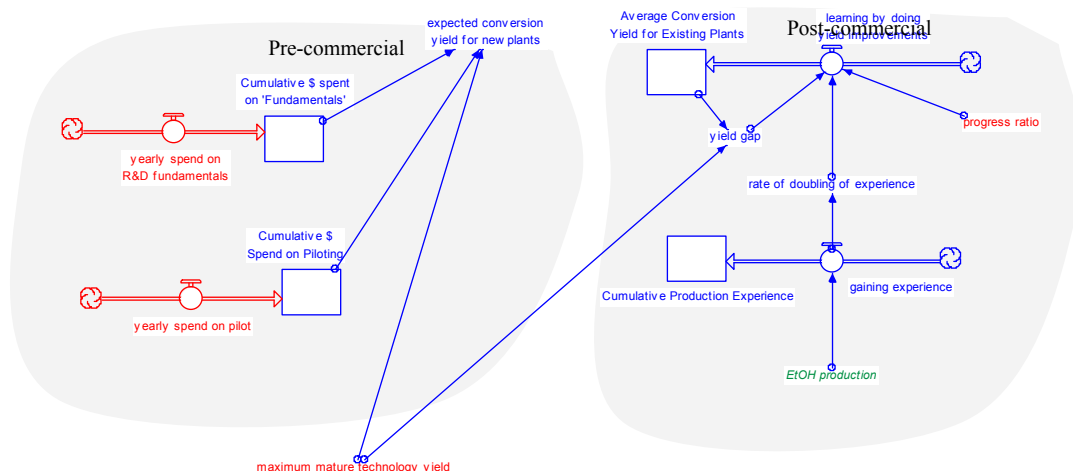 Pre-commercial
expected conversion
yield for new plants
Cumulative $ spent
on 'Fundamentals'
yearly spend on
R&D fundamentals
Cumulative $
Spend on Piloting
yearly spend on pilot
maximum mature technology yield
Post-commercial
Average Conversion
Yield for Existing Plants
learning by doing
yield improvements
yield gap
progress ratio
rate of doubling of experience
Cumulative Production Experience
gaining experience
EtOH production